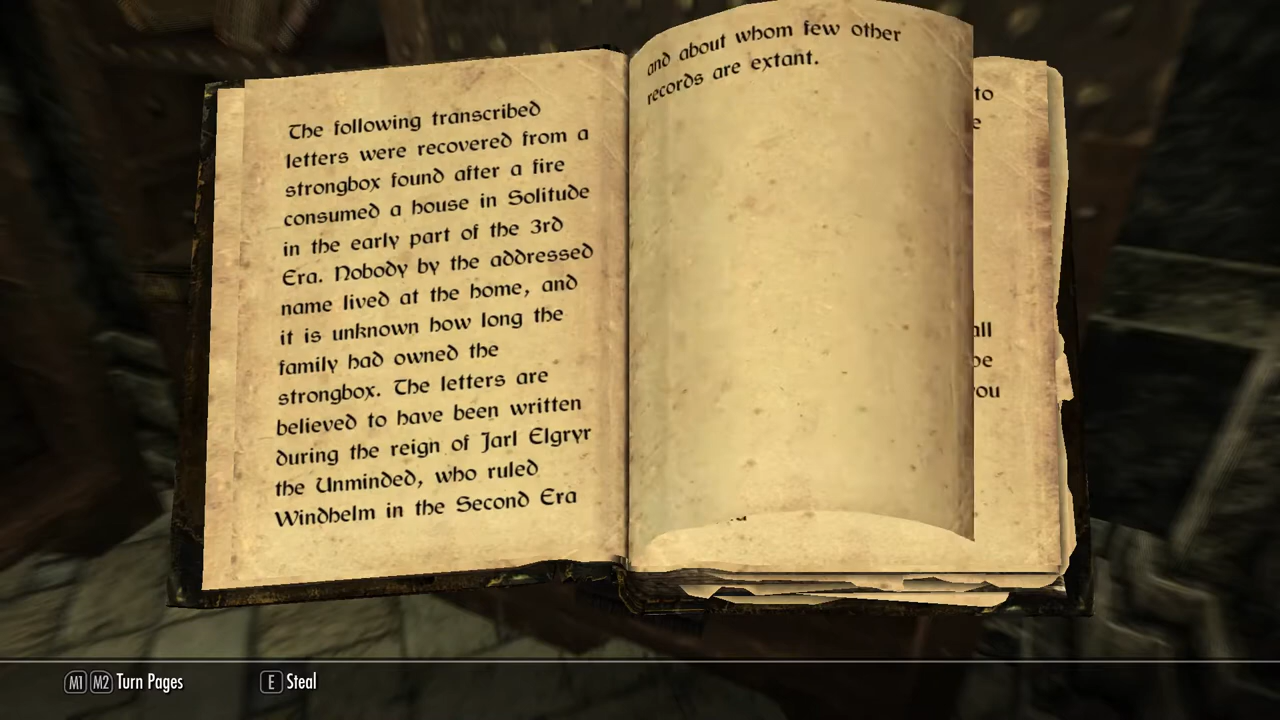 The following transcribed
letters were recovered from a
strongbox found after a fire
consumed a house in Solitude
in the early part of the 3rd
Era. Nobody by the addressed
name lived at the home, and
it is unknown how long the
family had owned the
strongbox. The letters are
believed to have been written
during the reign of Jarl Elgryr
the Unminded, who ruled
Windhelm in the Second Era
and about whom few other
records are extant.
to
all
M1 M2 Turn Pages
E Steal